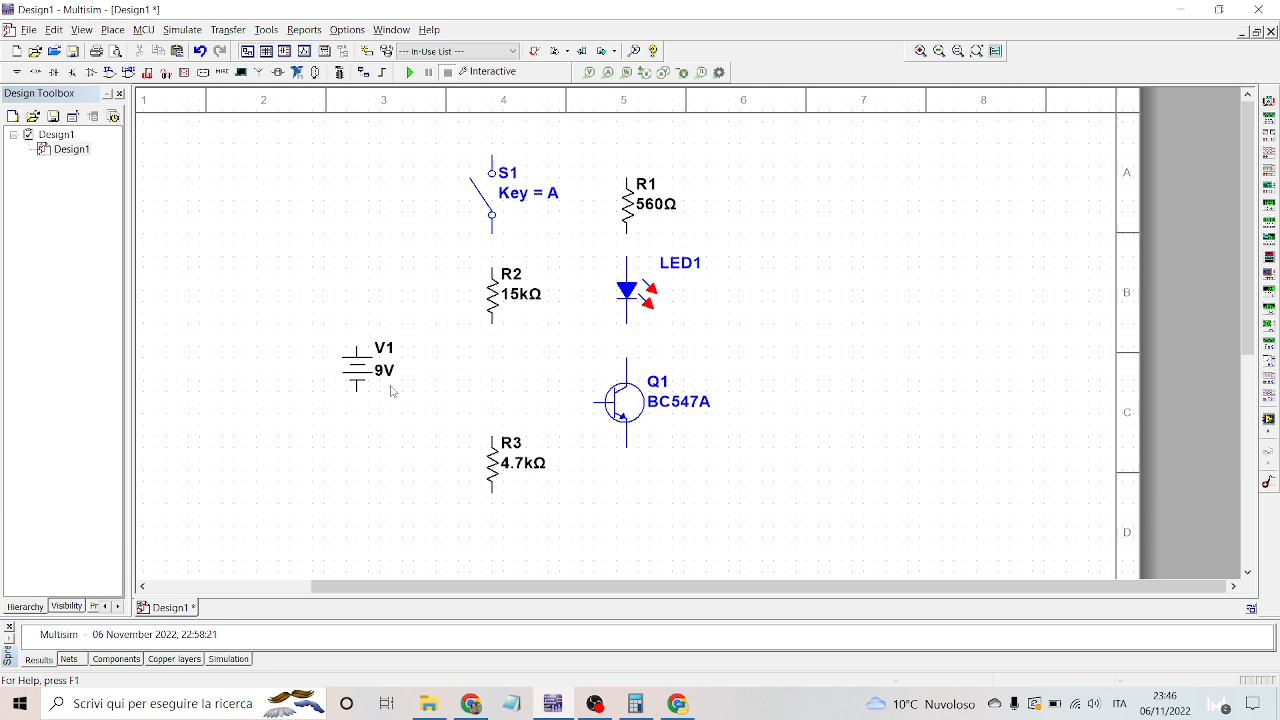 Design1 - Multisim - [Design1 *]
File Edit View Place MCU Simulate Transfer Tools Reports Options Window Help
--- In-Use List ---
Interactive
Design Toolbox
Design1
Design1
1 2 3 4 5 6 7 8
A
B
C
D
S1
Key = A
R1
560Ω
R2
15kΩ
LED1
V1
9V
Q1
BC547A
R3
4.7kΩ
Hierarchy Visibility Pr
Design1 *
Multisim - 06 November 2022, 22:58:21
Spre
Results Nets Components Copper layers Simulation
For Help, press F1
Scrivi qui per eseguire la ricerca
10°C Nuvoloso
ITA
23:46
06/11/2022
2